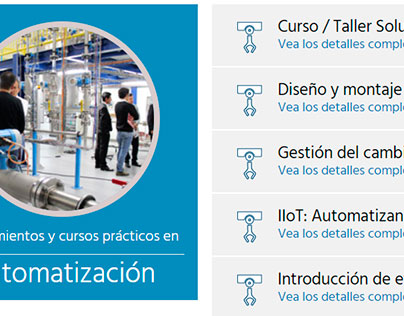 mientos y cursos prácticos en
tomatización
Curso / Taller Solu
Vea los detalles comple
Diseño y montaje
Vea los detalles comple
Gestión del camb
Vea los detalles comple
IIoT: Automatizan
Vea los detalles comple
Introducción de e
Vea los detalles comple